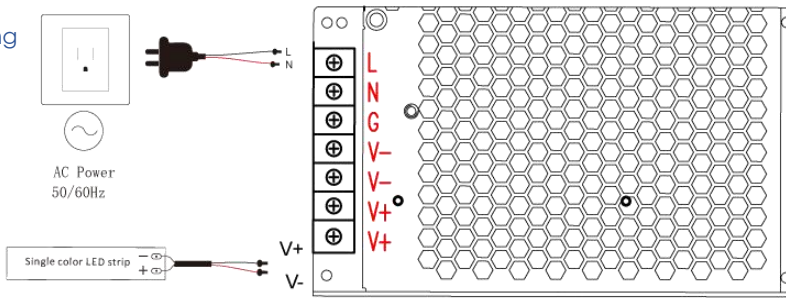 ng
L
N
AC Power
50/60Hz
L
N
G
V-
V-
V+
V+
V+
V-
Single color LED strip
-
+